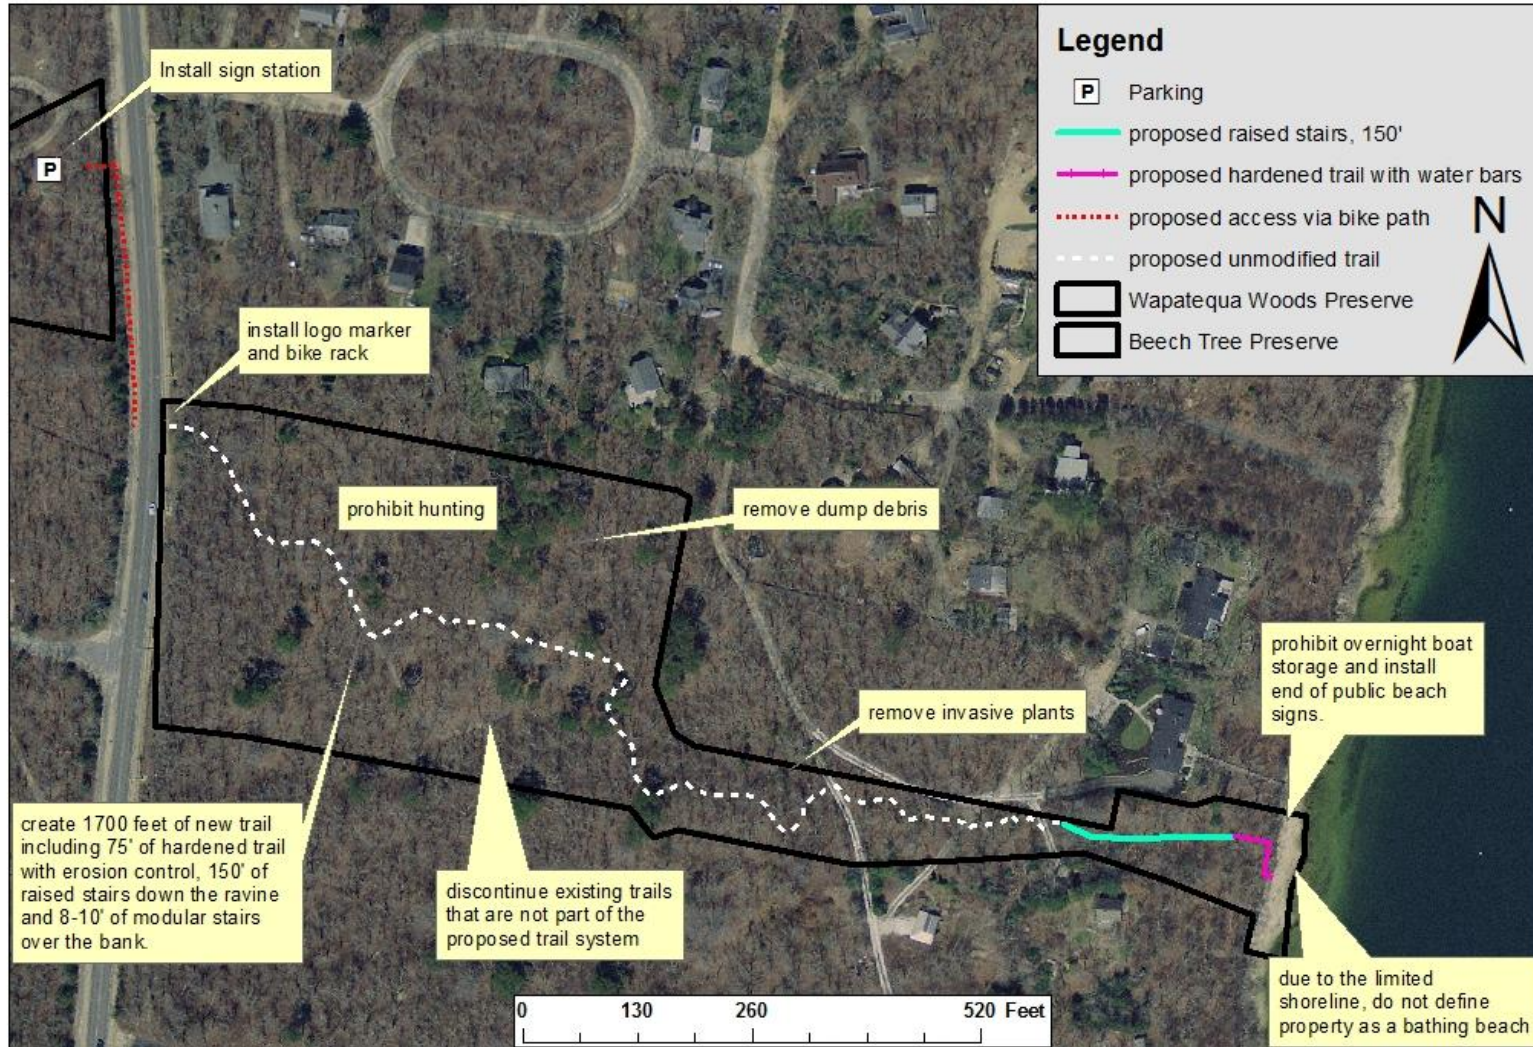 Install sign station
P
Legend
P Parking
proposed raised stairs, 150'
proposed hardened trail with water bars
proposed access via bike path
proposed unmodified trail
Wapatequa Woods Preserve
Beech Tree Preserve
N
install logo marker
and bike rack
prohibit hunting
remove dump debris
prohibit overnight boat
storage and install
end of public beach
signs.
remove invasive plants
create 1700 feet of new trail
including 75' of hardened trail
with erosion control, 150' of
raised stairs down the ravine
and 8-10' of modular stairs
over the bank.
discontinue existing trails
that are not part of the
proposed trail system
due to the limited
shoreline, do not define
property as a bathing beach
0 130 260 520 Feet